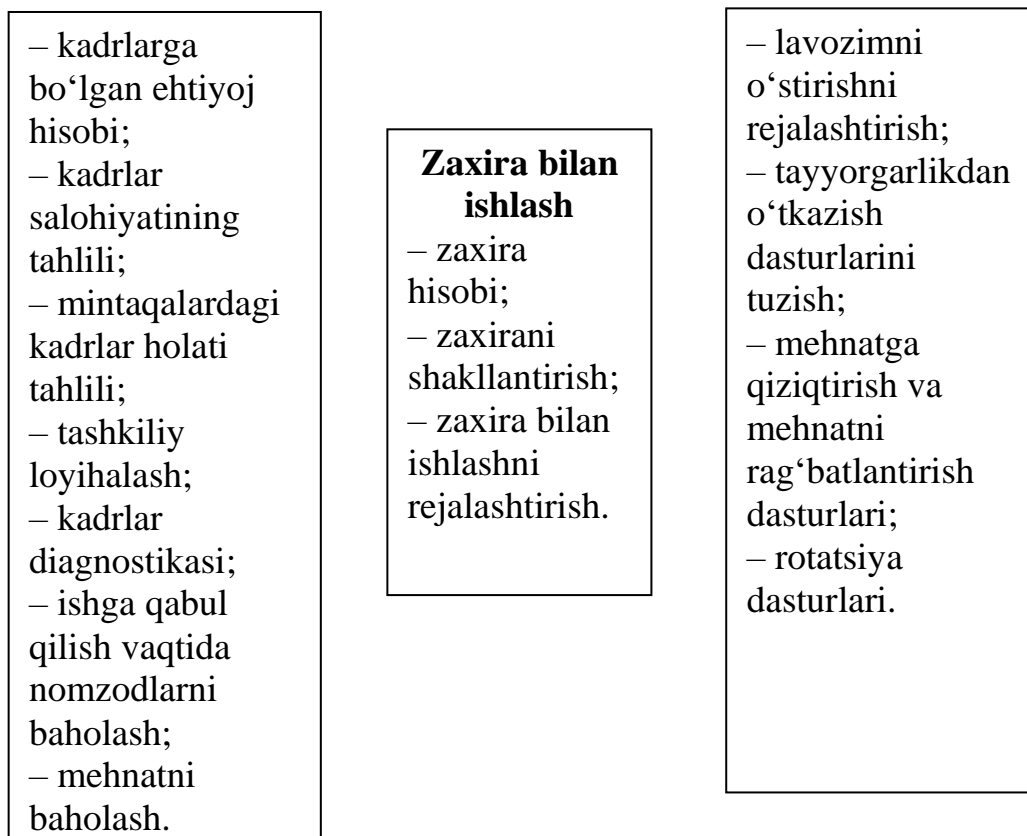 – kadrlarga
bo‘lgan ehtiyoj
hisobi;
– kadrlar
salohiyatining
tahlili;
– mintaqalardagi
kadrlar holati
tahlili;
– tashkiliy
loyihalash;
– kadrlar
diagnostikasi;
– ishga qabul
qilish vaqtida
nomzodlarni
baholash;
– mehnatni
baholash.
Zaxira bilan
ishlash
– zaxira
hisobi;
– zaxirani
shakllantirish;
– zaxira bilan
ishlashni
rejalashtirish.
– lavozimni
o‘stirishni
rejalashtirish;
– tayyorgarlikdan
o‘tkazish
dasturlarini
tuzish;
– mehnatga
qiziqtirish va
mehnatni
rag‘batlantirish
dasturlari;
– rotatsiya
dasturlari.